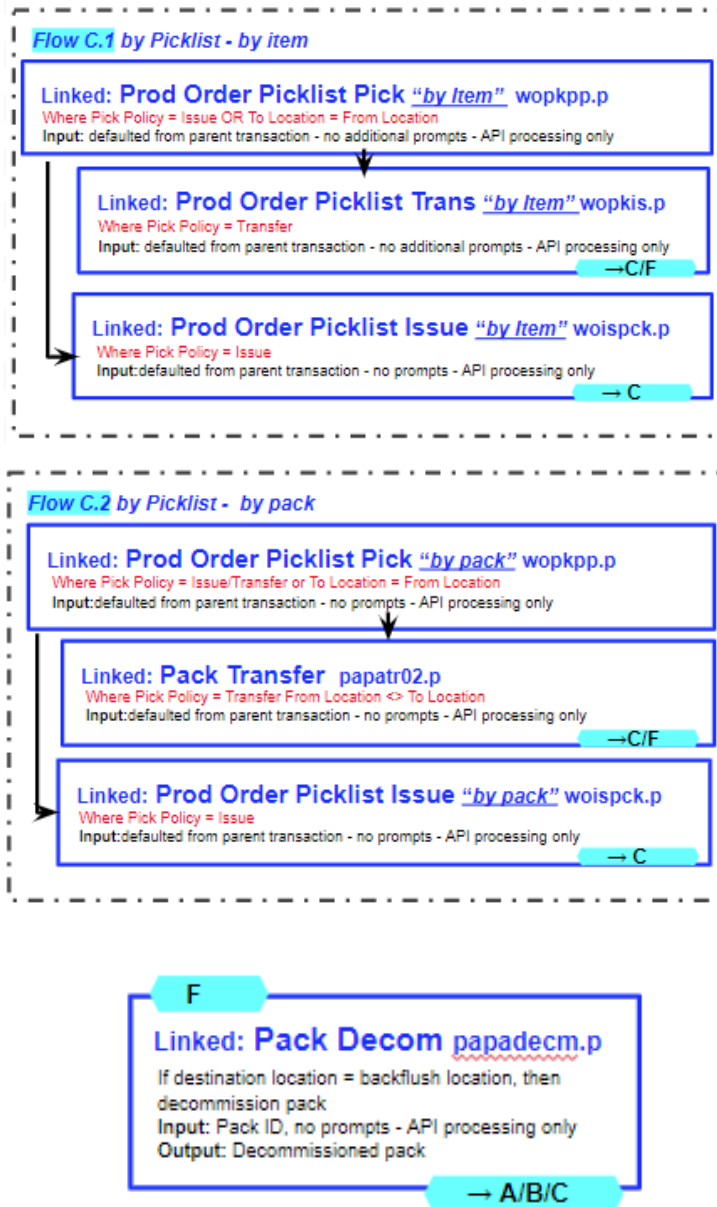 Flow C.1 by Picklist - by item
Linked: Prod Order Picklist Pick “by Item” wopkpp.p
Where Pick Policy = Issue OR To Location = From Location
Input: defaulted from parent transaction - no additional prompts - API processing only
Linked: Prod Order Picklist Trans “by Item” wopkis.p
Where Pick Policy = Transfer
Input: defaulted from parent transaction - no additional prompts - API processing only
→C/F
Linked: Prod Order Picklist Issue “by Item” woispck.p
Where Pick Policy = Issue
Input:defaulted from parent transaction - no prompts - API processing only
→ C
Flow C.2 by Picklist - by pack
Linked: Prod Order Picklist Pick “by pack” wopkpp.p
Where Pick Policy = Issue/Transfer or To Location = From Location
Input:defaulted from parent transaction - no prompts - API processing only
Linked: Pack Transfer papatr02.p
Where Pick Policy = Transfer From Location <> To Location
Input:defaulted from parent transaction - no prompts - API processing only
→C/F
Linked: Prod Order Picklist Issue “by pack” woispck.p
Where Pick Policy = Issue
Input:defaulted from parent transaction - no prompts - API processing only
→ C
F
Linked: Pack Decom papadecm.p
If destination location = backflush location, then
decommission pack
Input: Pack ID, no prompts - API processing only
Output: Decommissioned pack
→ A/B/C